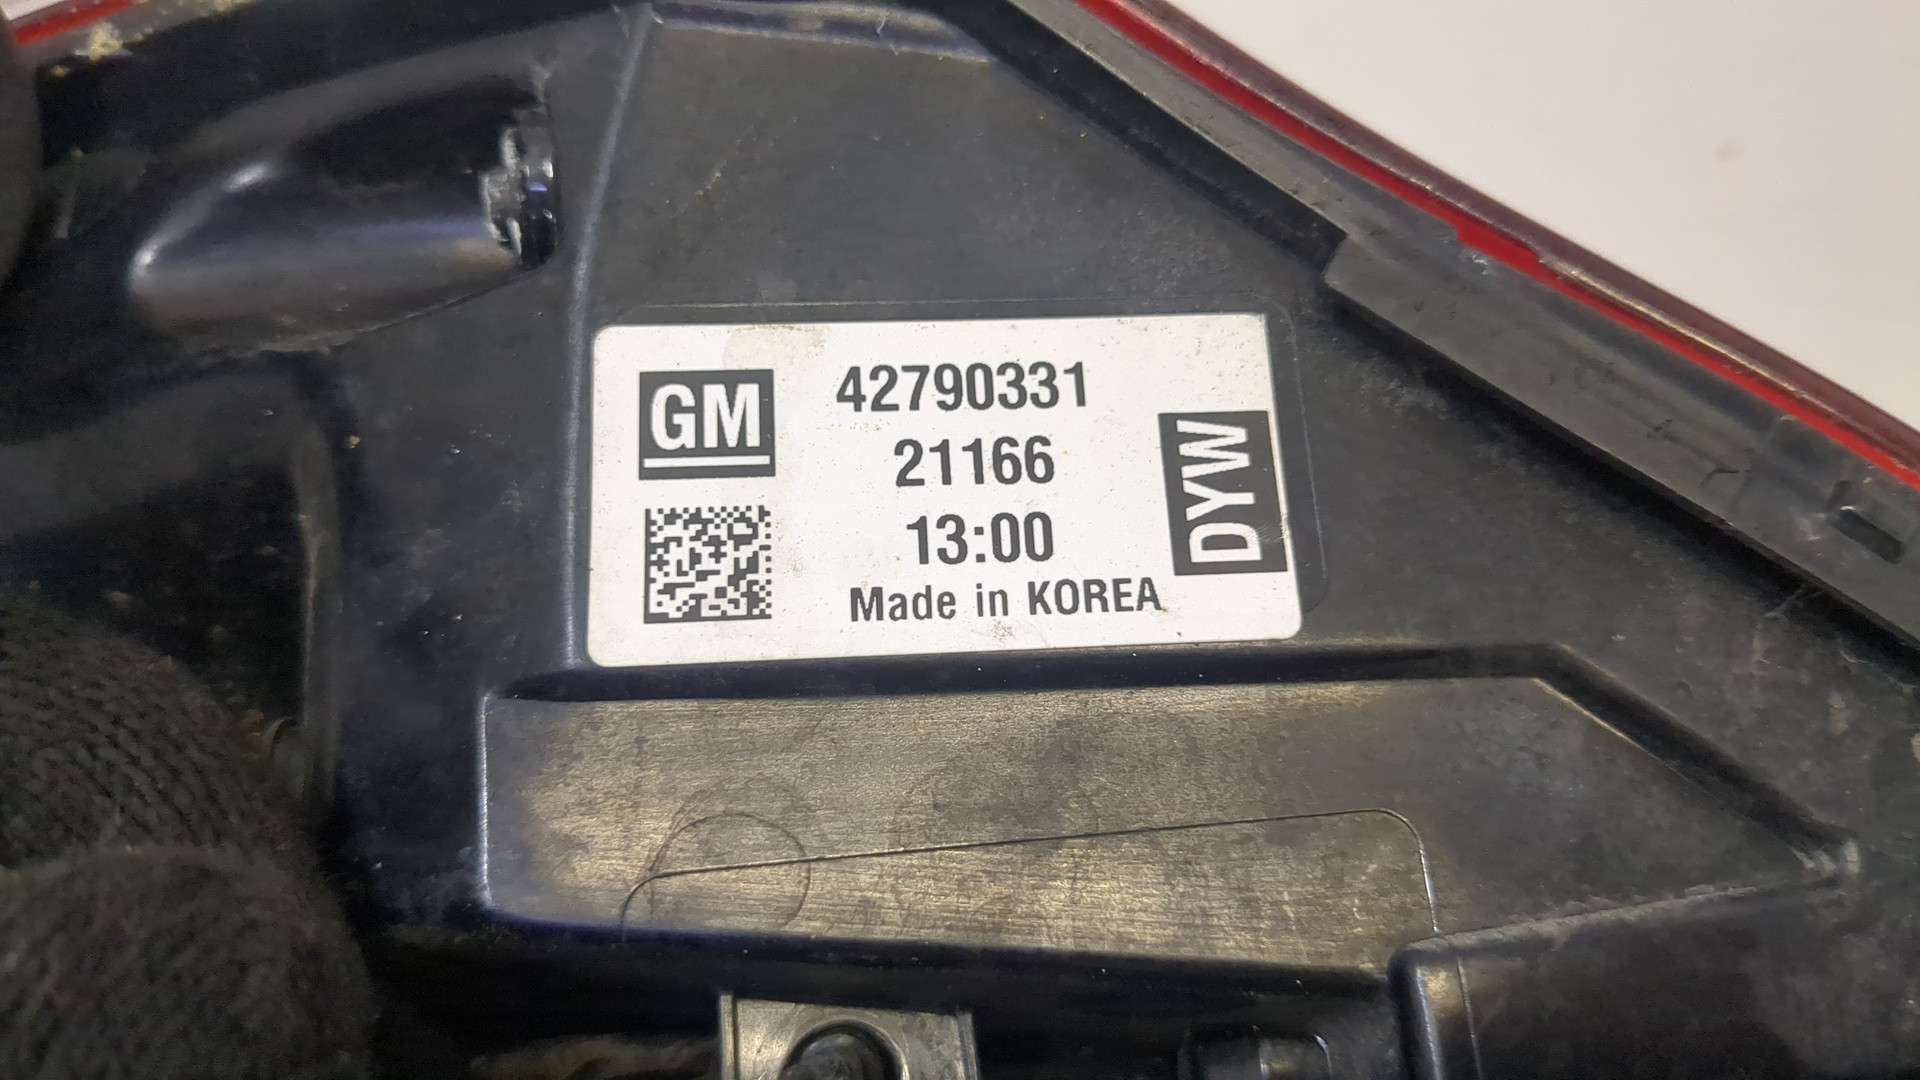 GM
42790331
21166
13:00
Made in KOREA
DYW